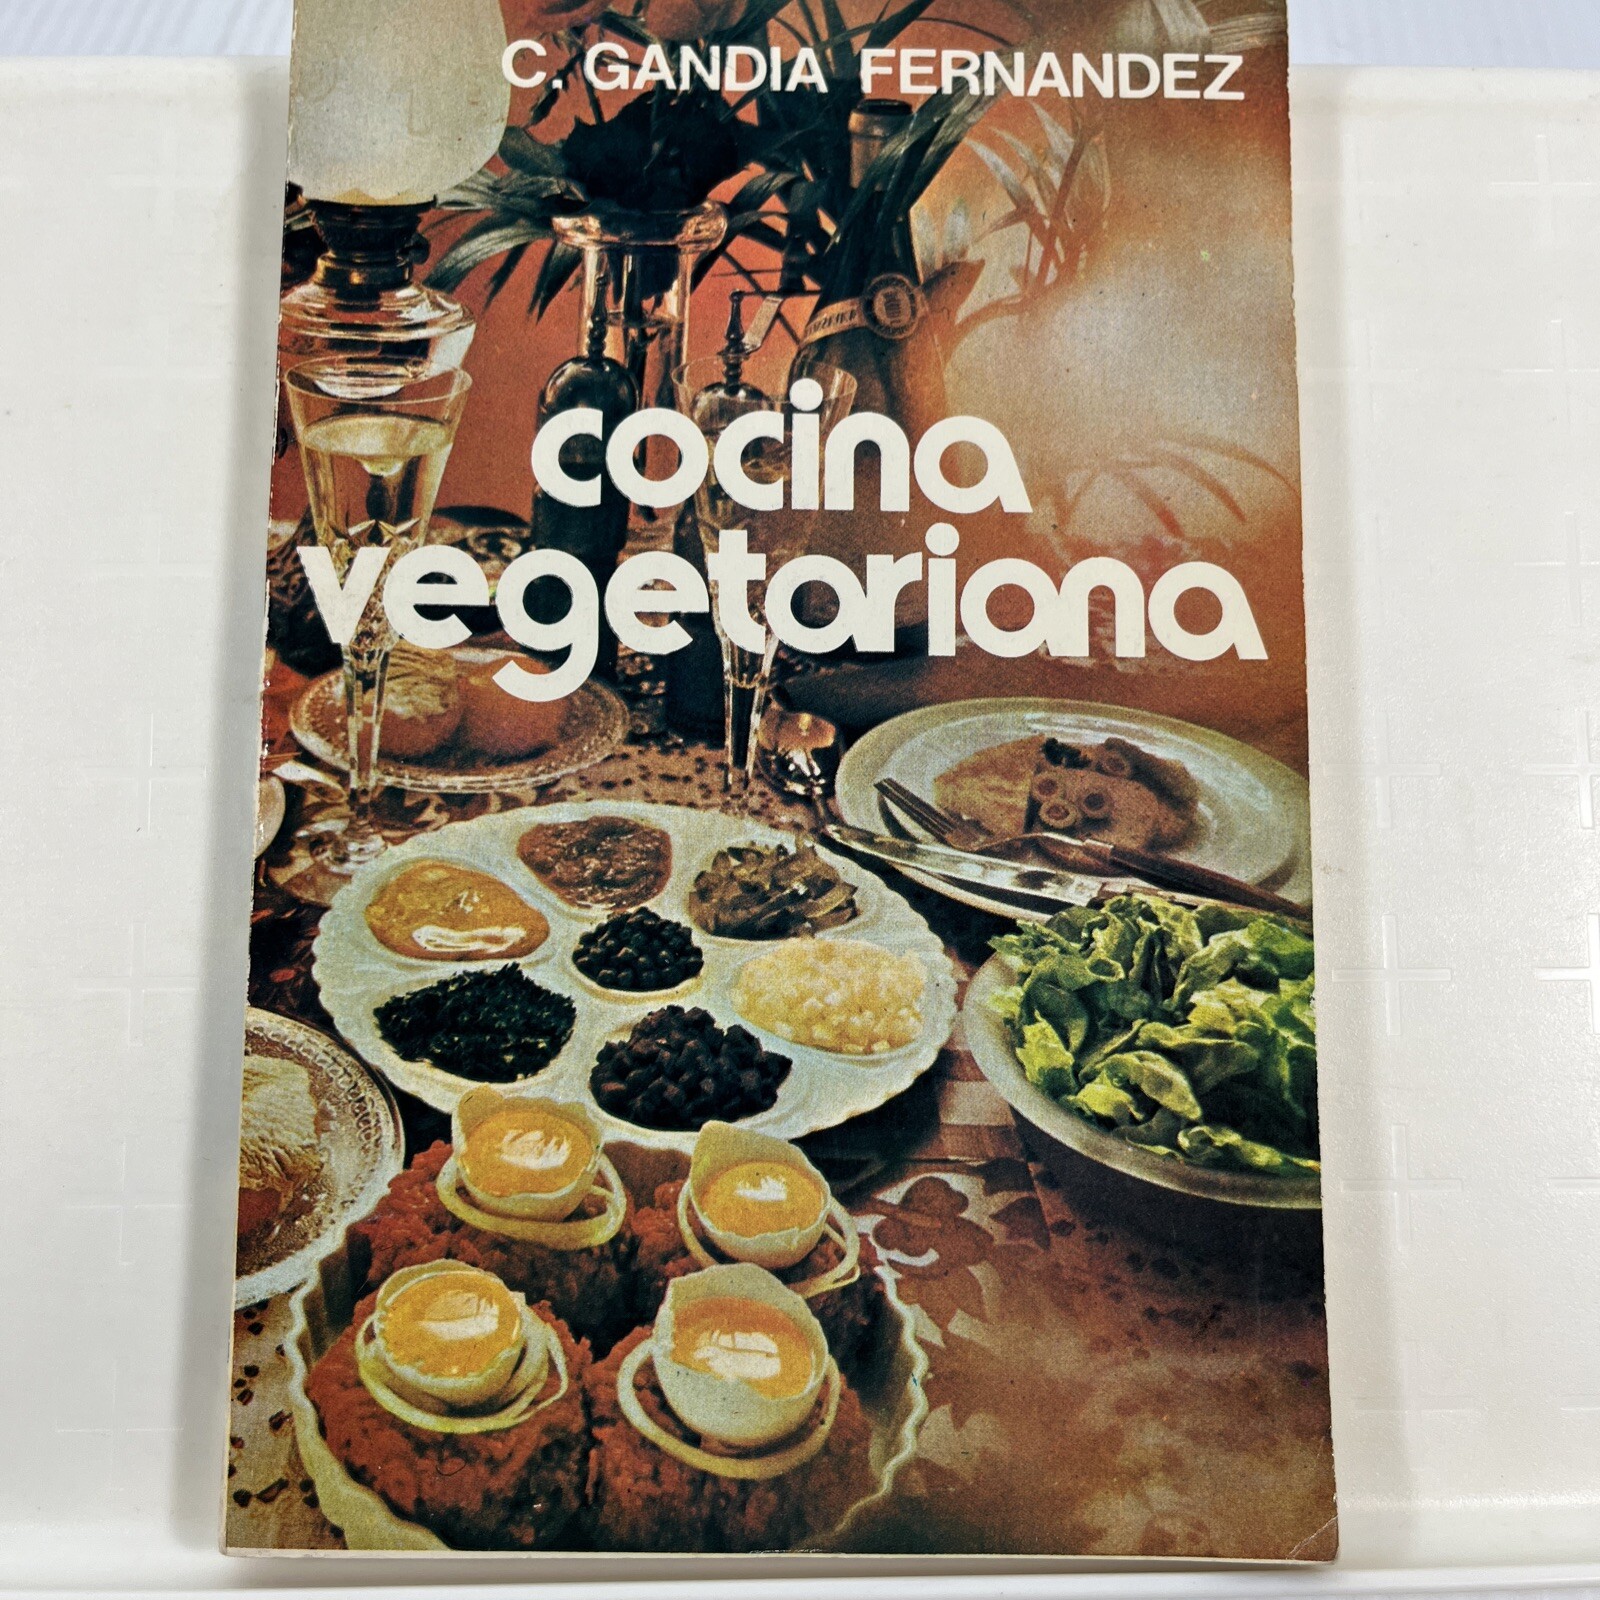 C. GANDIA FERNANDEZ
cocina
vegetariana